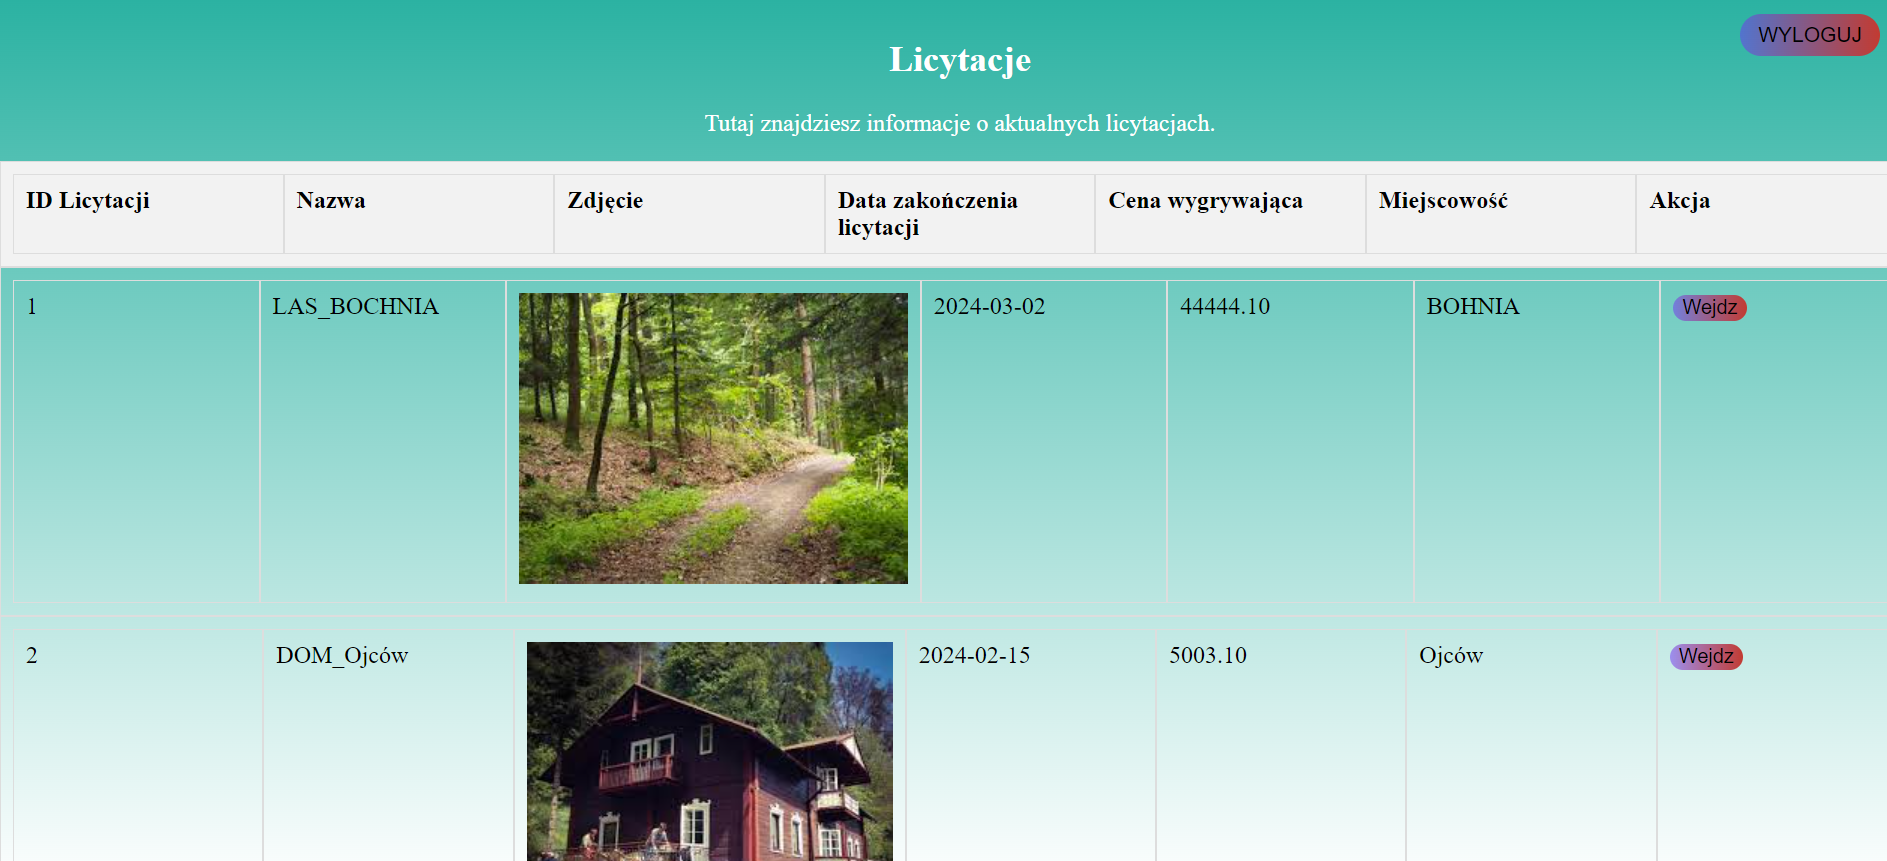 WYLOGUJ
Licytacje
Tutaj znajdziesz informacje o aktualnych licytacjach.
ID Licytacji Nazwa Zdjęcie Data zakończenia licytacji Cena wygrywająca Miejscowość Akcja
1 LAS_BOCHNIA 2024-03-02 44444.10 BOHNIA Wejdz
2 DOM_Ojców 2024-02-15 5003.10 Ojców Wejdz